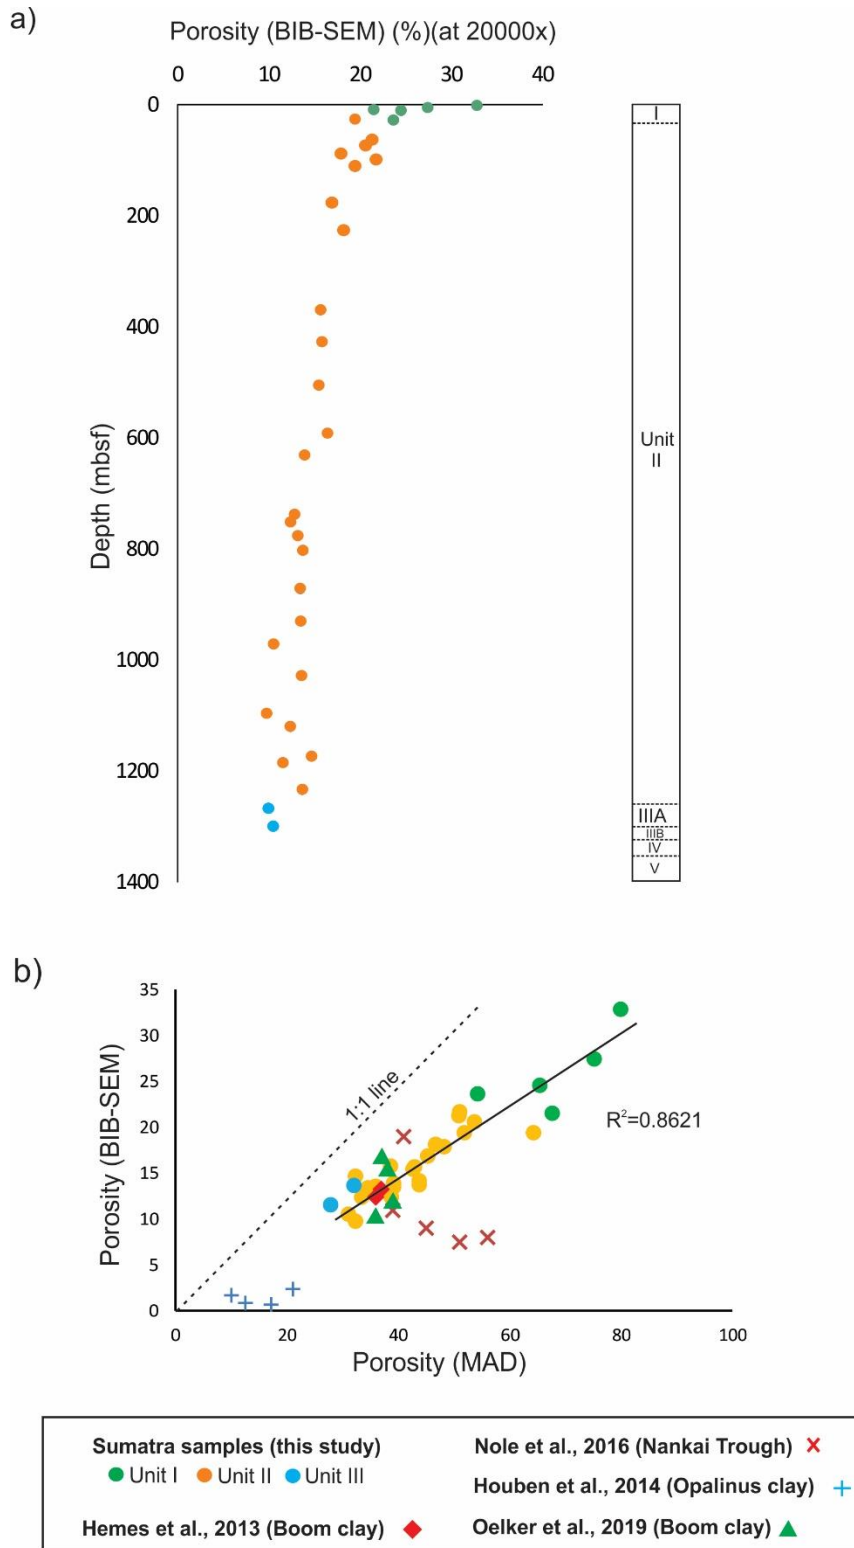 a)
Porosity (BIB-SEM) (%)(at 20000x)
0 10 20 30 40
0
200
400
600
800
1000
1200
1400
Depth (mbsf)
I
Unit
II
IIIA
IIIB
IV
V
b)
35
30
25
20
15
10
5
0
Porosity (BIB-SEM)
1:1 line
R²=0.8621
0 20 40 60 80 100
Porosity (MAD)
Sumatra samples (this study)
Unit I Unit II Unit III
Hemes et al., 2013 (Boom clay)
Nole et al., 2016 (Nankai Trough)
Houben et al., 2014 (Opalinus clay)
Oelker et al., 2019 (Boom clay)